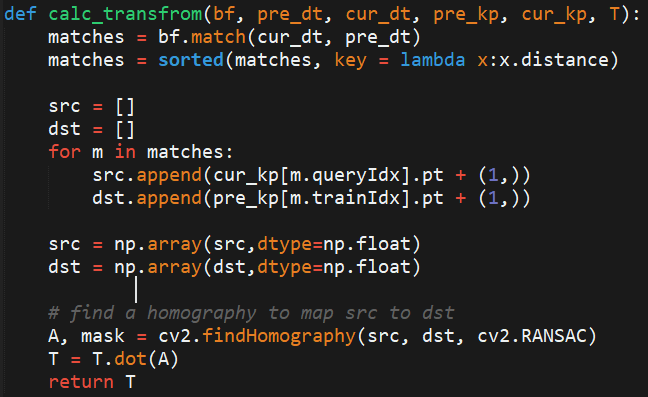 def calc_transfrom(bf, pre_dt, cur_dt, pre_kp, cur_kp, T):
    matches = bf.match(cur_dt, pre_dt)
    matches = sorted(matches, key = lambda x:x.distance)

    src = []
    dst = []
    for m in matches:
        src.append(cur_kp[m.queryIdx].pt + (1,))
        dst.append(pre_kp[m.trainIdx].pt + (1,))

    src = np.array(src,dtype=np.float)
    dst = np.array(dst,dtype=np.float)

    # find a homography to map src to dst
    A, mask = cv2.findHomography(src, dst, cv2.RANSAC)
    T = T.dot(A)
    return T